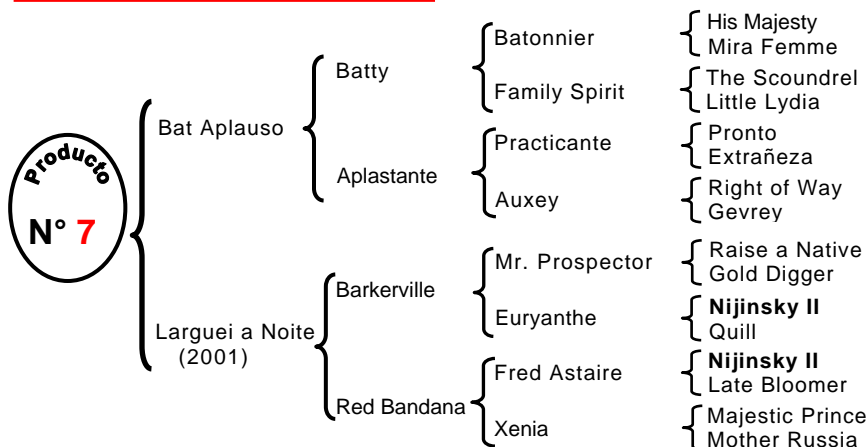 Producto
N° 7
Bat Aplauso
Larguei a Noite
(2001)
Batty
Aplastante
Barkerville
Red Bandana
Batonnier
Family Spirit
Practicante
Auxey
Mr. Prospector
Euryanthe
Fred Astaire
Xenia
His Majesty
Mira Femme
The Scoundrel
Little Lydia
Pronto
Extrañeza
Right of Way
Gevrey
Raise a Native
Gold Digger
Nijinsky II
Quill
Nijinsky II
Late Bloomer
Majestic Prince
Mother Russia